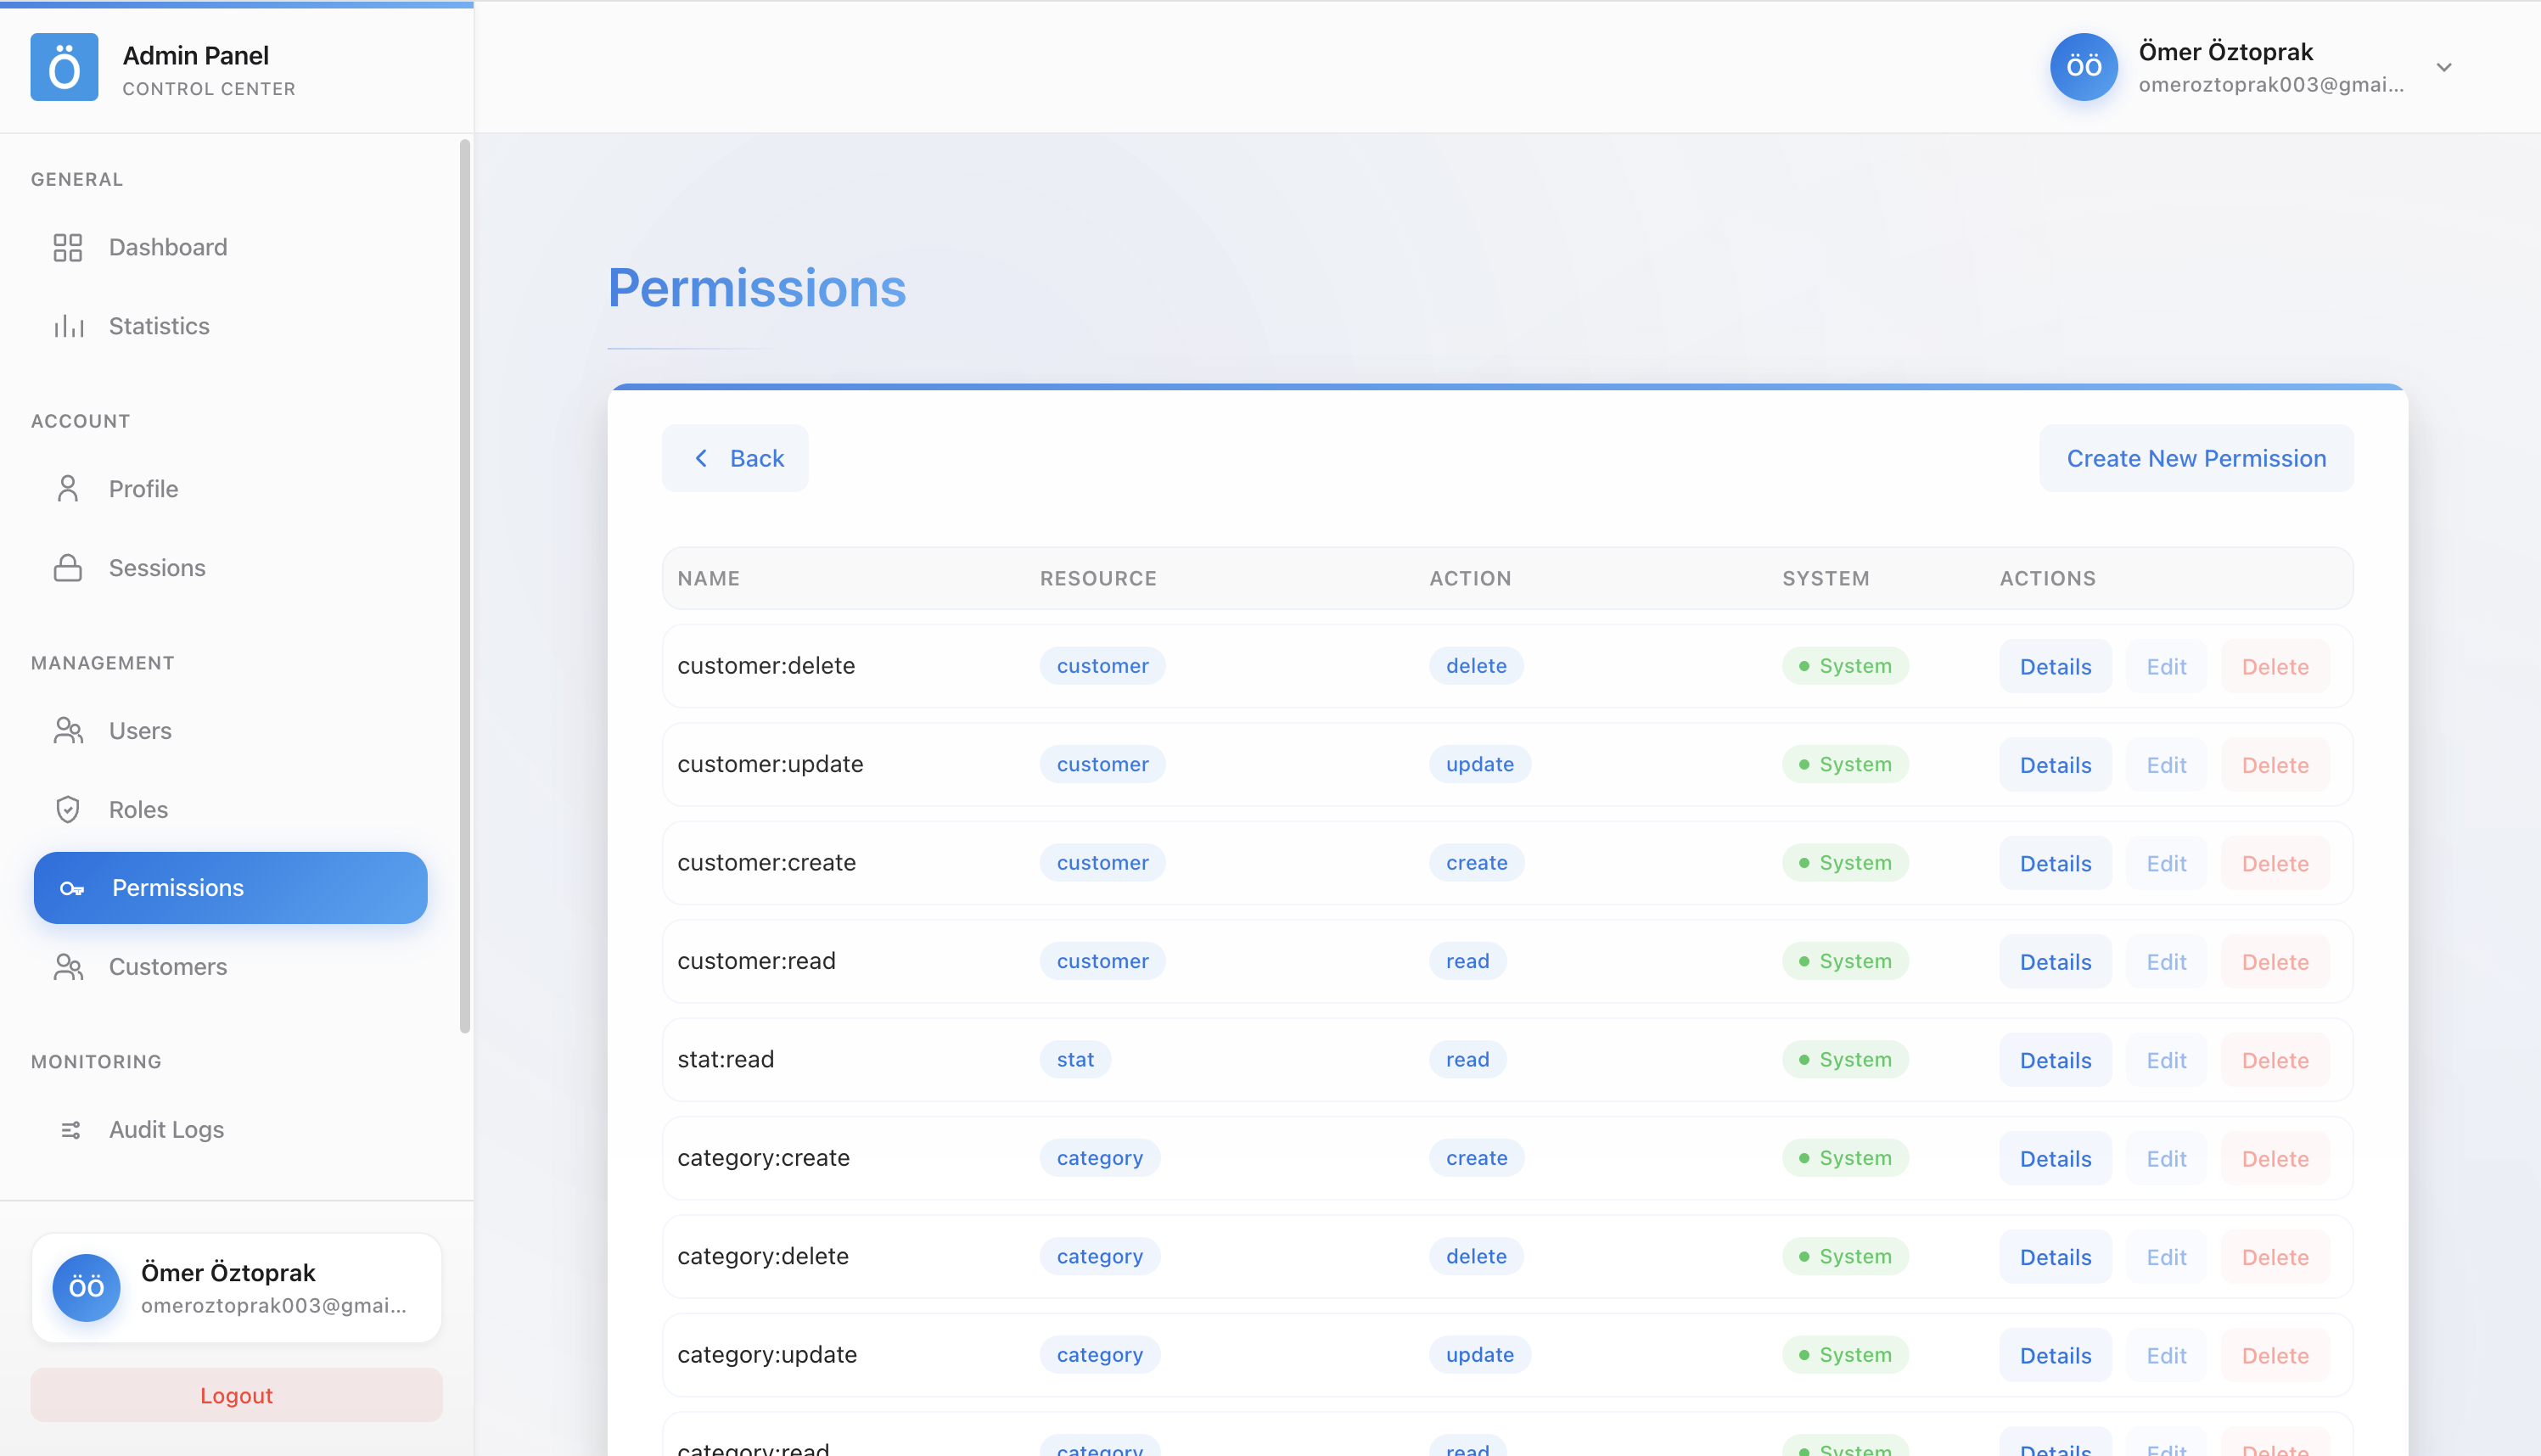 Ö
Admin Panel
CONTROL CENTER
ÖÖ
Ömer Öztoprak
omeroztoprak003@gmai...
GENERAL
Dashboard
Statistics
ACCOUNT
Profile
Sessions
MANAGEMENT
Users
Roles
Permissions
Customers
MONITORING
Audit Logs
ÖÖ
Ömer Öztoprak
omeroztoprak003@gmai...
Logout
Permissions
Back
Create New Permission
NAME RESOURCE ACTION SYSTEM ACTIONS
customer:delete customer delete System Details Edit Delete
customer:update customer update System Details Edit Delete
customer:create customer create System Details Edit Delete
customer:read customer read System Details Edit Delete
stat:read stat read System Details Edit Delete
category:create category create System Details Edit Delete
category:delete category delete System Details Edit Delete
category:update category update System Details Edit Delete
category:read category read System Details Edit Delete